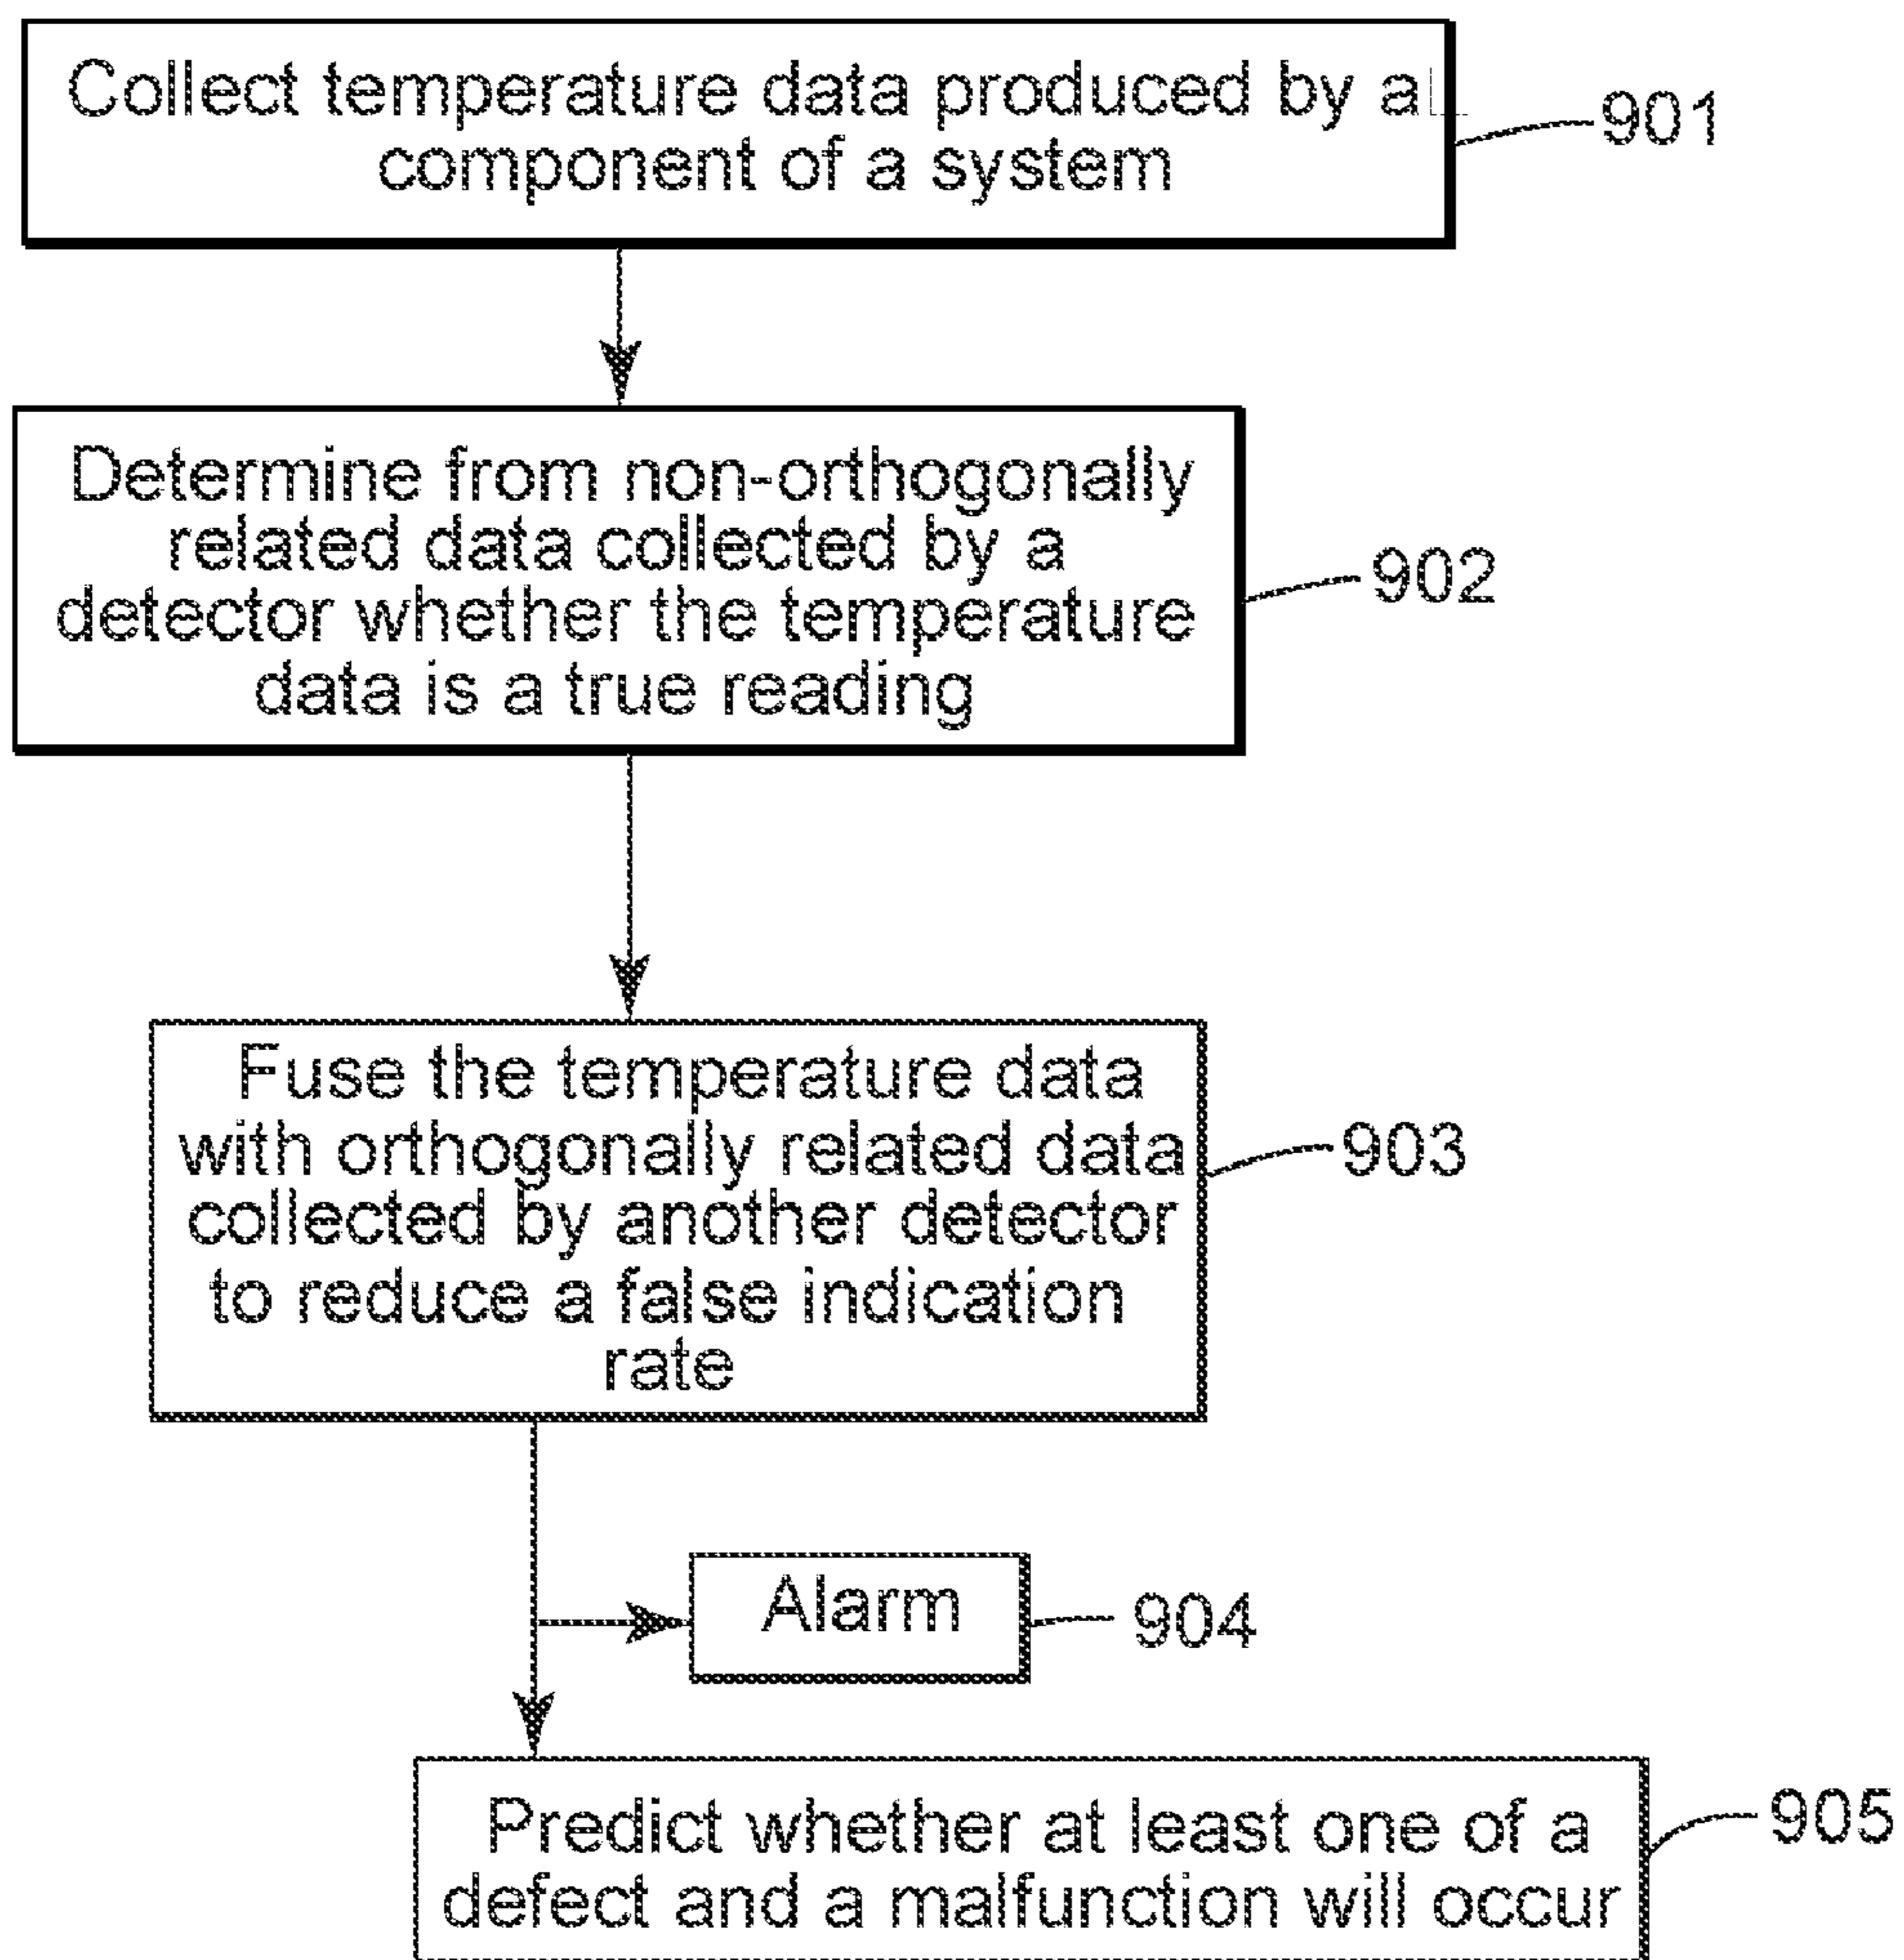 Collect temperature data produced by a
component of a system
901
Determine from non-orthogonally
related data collected by a
detector whether the temperature
data is a true reading
902
Fuse the temperature data
with orthogonally related data
collected by another detector
to reduce a false indication
rate
903
Alarm
904
Predict whether at least one of a
defect and a malfunction will occur
905